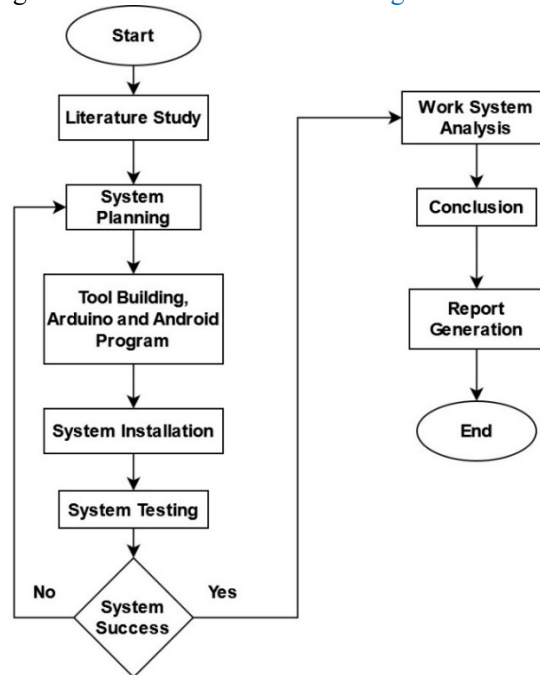 Start
Literature Study
System
Planning
Tool Building,
Arduino and Android
Program
System Installation
System Testing
No
Yes
System
Success
Work System
Analysis
Conclusion
Report
Generation
End